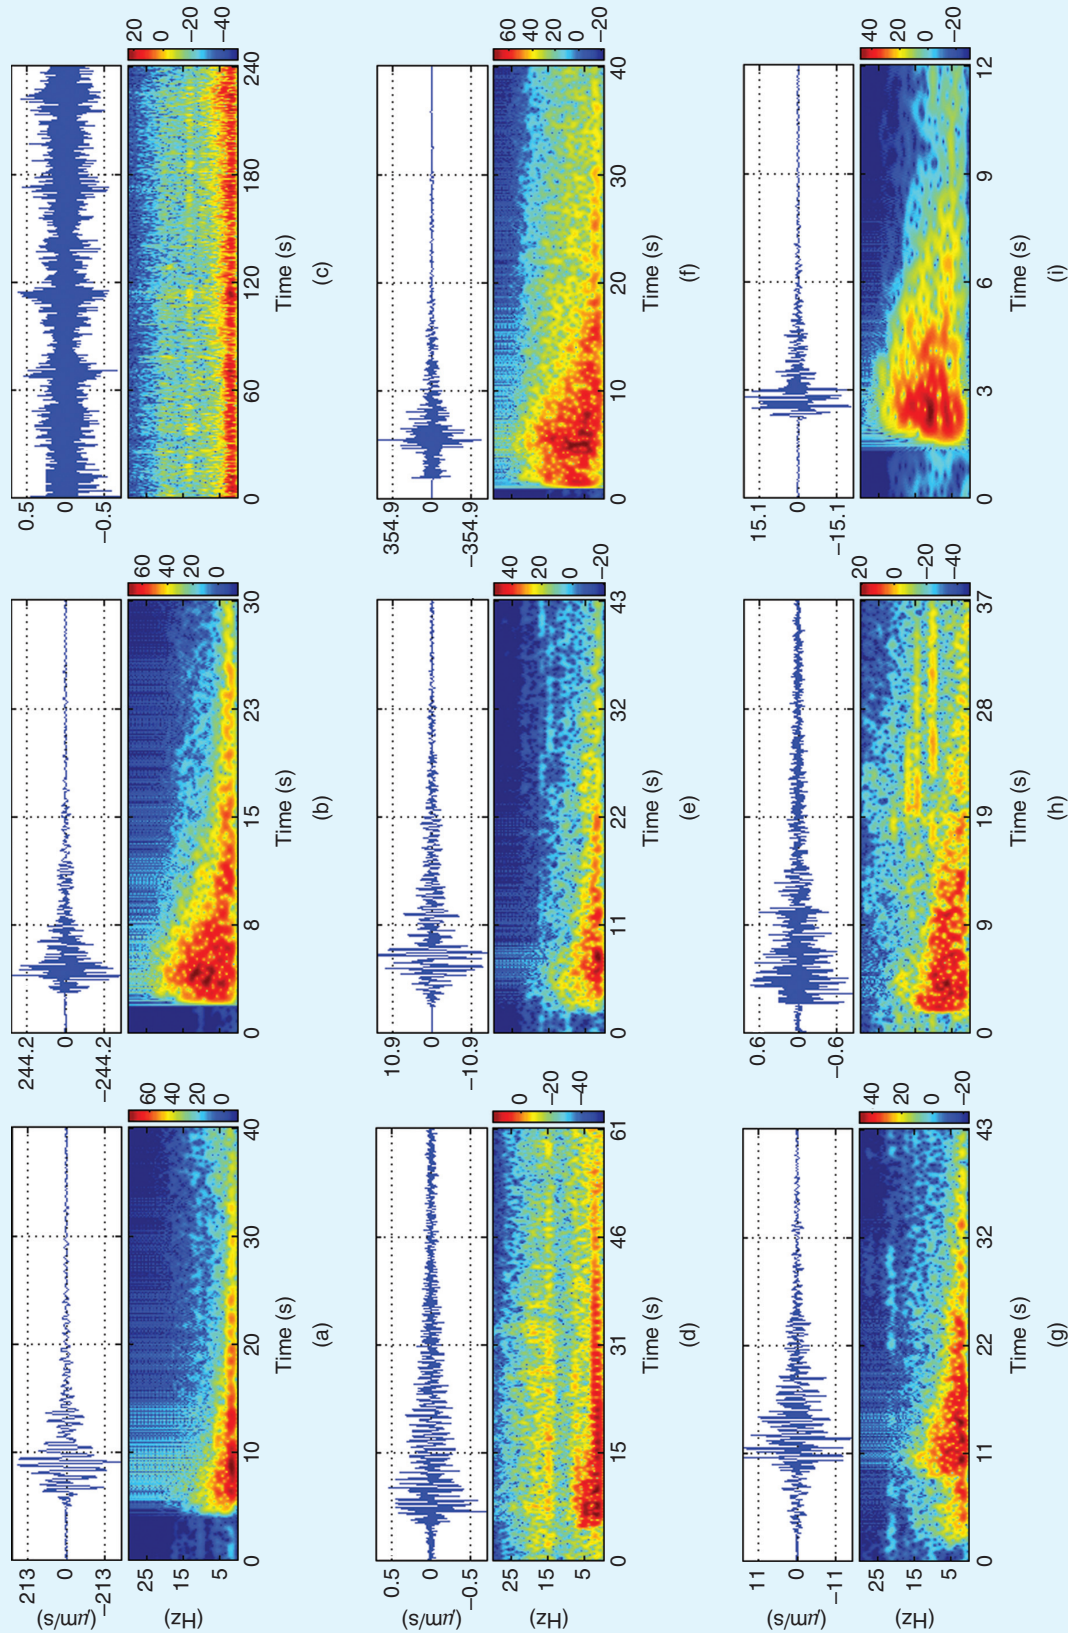 213
0
−213
(μm/s)
25
15
5
(Hz)
0 10 20 30 40
60
40
20
0
Time (s)
(a)
244.2
0
−244.2
0 8 15 23 30
60
40
20
0
Time (s)
(b)
0.5
0
−0.5
0 60 120 180 240
20
0
−20
−40
Time (s)
(c)
0.5
0
−0.5
25
15
5
0 15 31 46 61
0
−20
−40
Time (s)
(d)
10.9
0
−10.9
0 11 22 32 43
40
20
0
−20
Time (s)
(e)
354.9
0
−354.9
0 10 20 30 40
60
40
20
0
−20
Time (s)
(f)
11
0
−11
(μm/s)
25
15
5
(Hz)
0 11 22 32 43
40
20
0
−20
Time (s)
(g)
0.6
0
−0.6
0 9 19 28 37
20
0
−20
−40
Time (s)
(h)
15.1
0
−15.1
0 3 6 9 12
40
20
0
−20
Time (s)
(i)